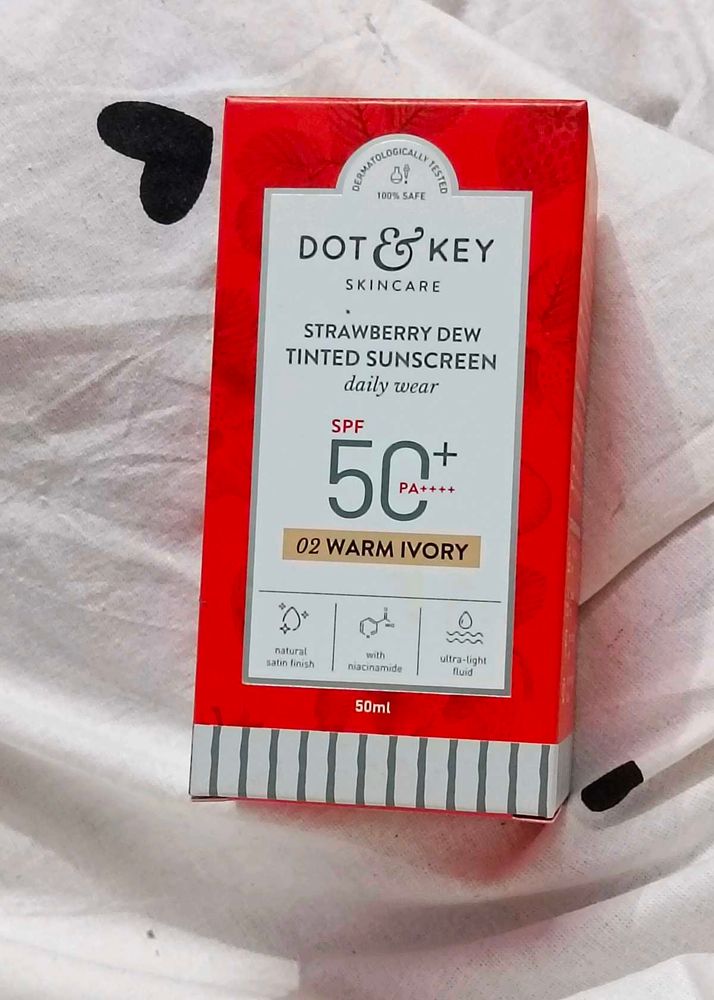 DERMATOLOGICALLY TESTED
100% SAFE
DOT & KEY
SKINCARE
STRAWBERRY DEW
TINTED SUNSCREEN
daily wear
SPF
50+
PA++++
02 WARM IVORY
natural
satin finish
with
niacinamide
ultra-light
fluid
50ml